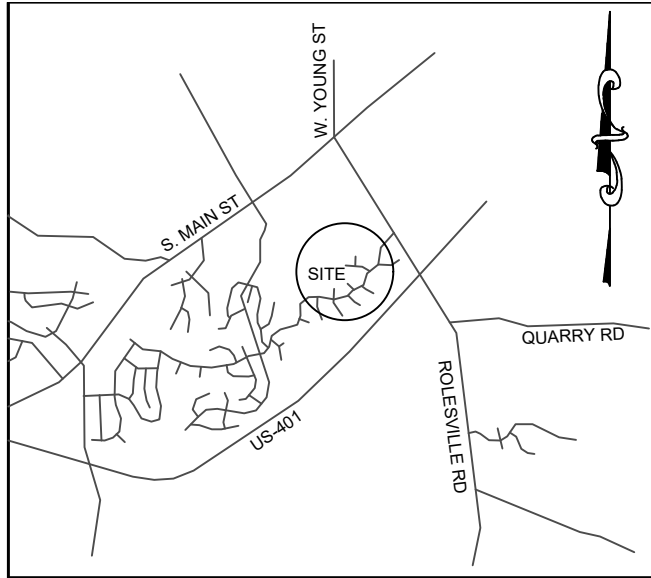 W. YOUNG ST
S. MAIN ST
SITE
QUARRY RD
ROLESVILLE RD
US-401